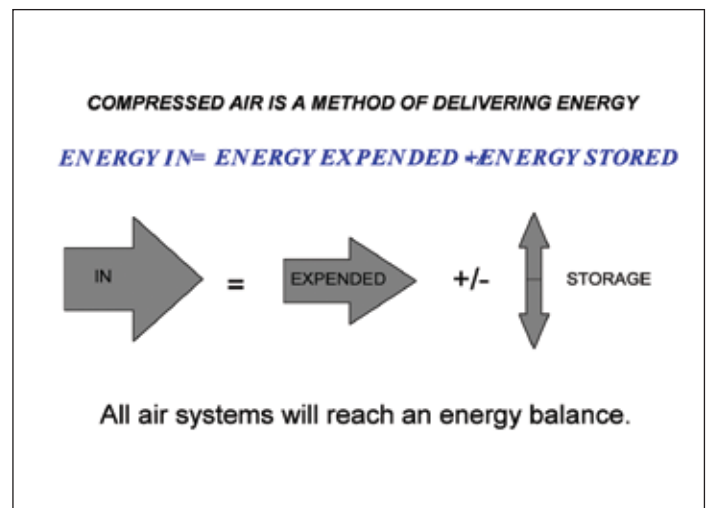 COMPRESSED AIR IS A METHOD OF DELIVERING ENERGY
ENERGY IN= ENERGY EXPENDED +ENERGY STORED
IN = EXPENDED +/- STORAGE
All air systems will reach an energy balance.